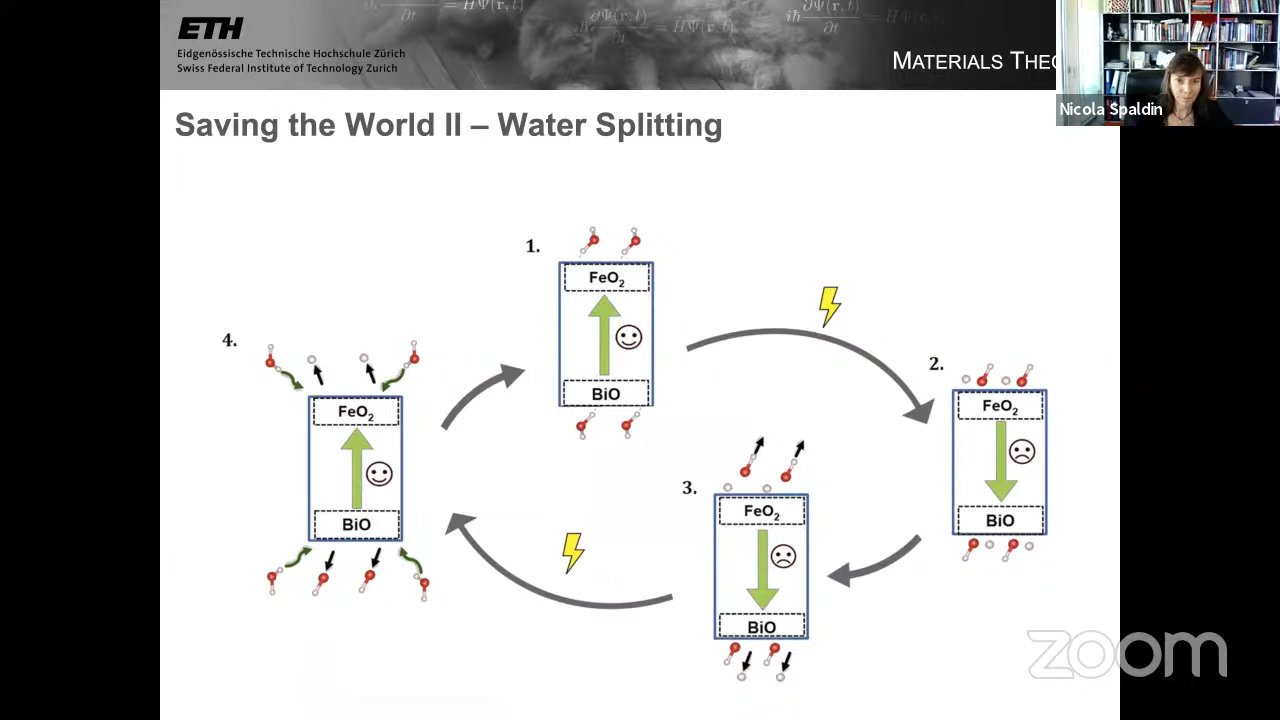 ETH
Eidgenössische Technische Hochschule Zürich
Swiss Federal Institute of Technology Zurich
MATERIALS THEO
Nicola Spaldin
Saving the World II – Water Splitting
1.
FeO2
BiO
2.
FeO2
BiO
3.
FeO2
BiO
4.
FeO2
BiO
zoom